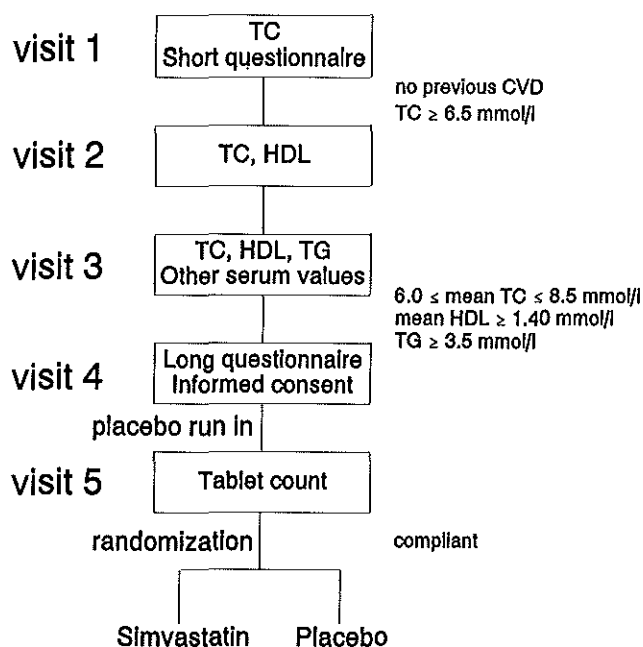 visit 1
TC
Short questionnaire
no previous CVD
TC ≥ 6.5 mmol/l
visit 2
TC, HDL
visit 3
TC, HDL, TG
Other serum values
6.0 ≤ mean TC ≤ 8.5 mmol/l
mean HDL ≥ 1.40 mmol/l
TG ≥ 3.5 mmol/l
visit 4
Long questionnaire
Informed consent
placebo run in
visit 5
Tablet count
randomization
compliant
Simvastatin
Placebo